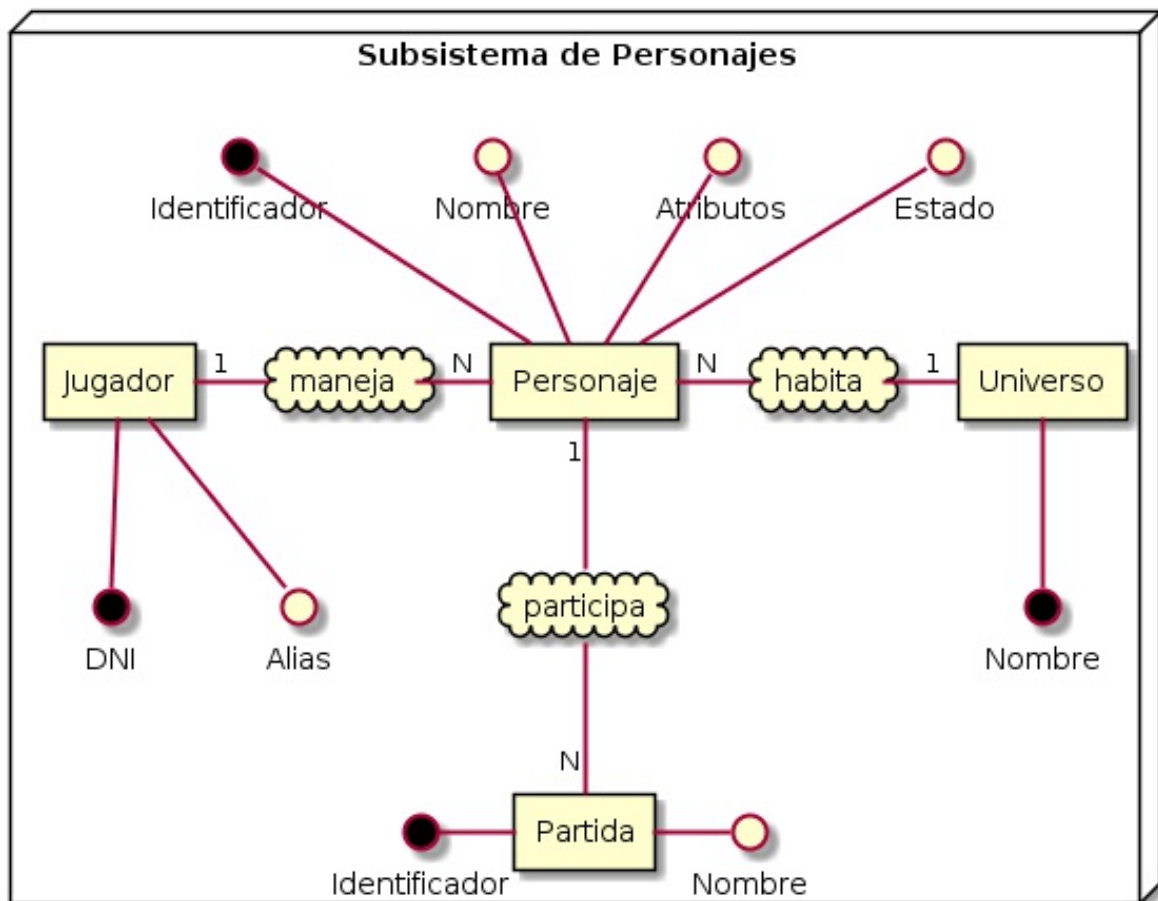 Subsistema de Personajes
Identificador
Nombre
Atributos
Estado
Jugador
1
maneja
N
Personaje
N
habita
1
Universo
1
participa
DNI
Alias
Nombre
N
Partida
Identificador
Nombre